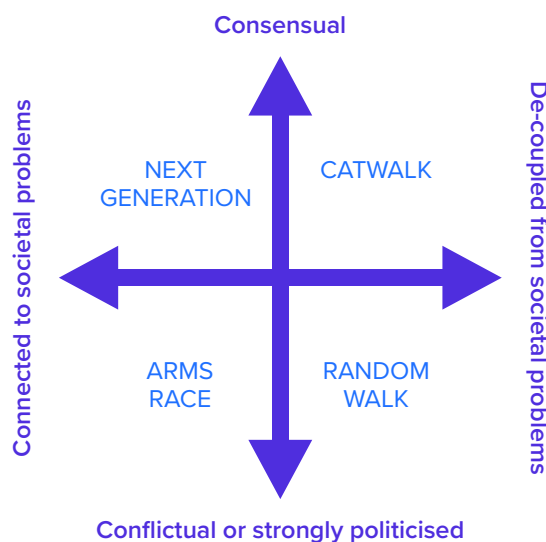 Consensual
Connected to societal problems
De-coupled from societal problems
NEXT
GENERATION
CATWALK
ARMS
RACE
RANDOM
WALK
Conflictual or strongly politicised